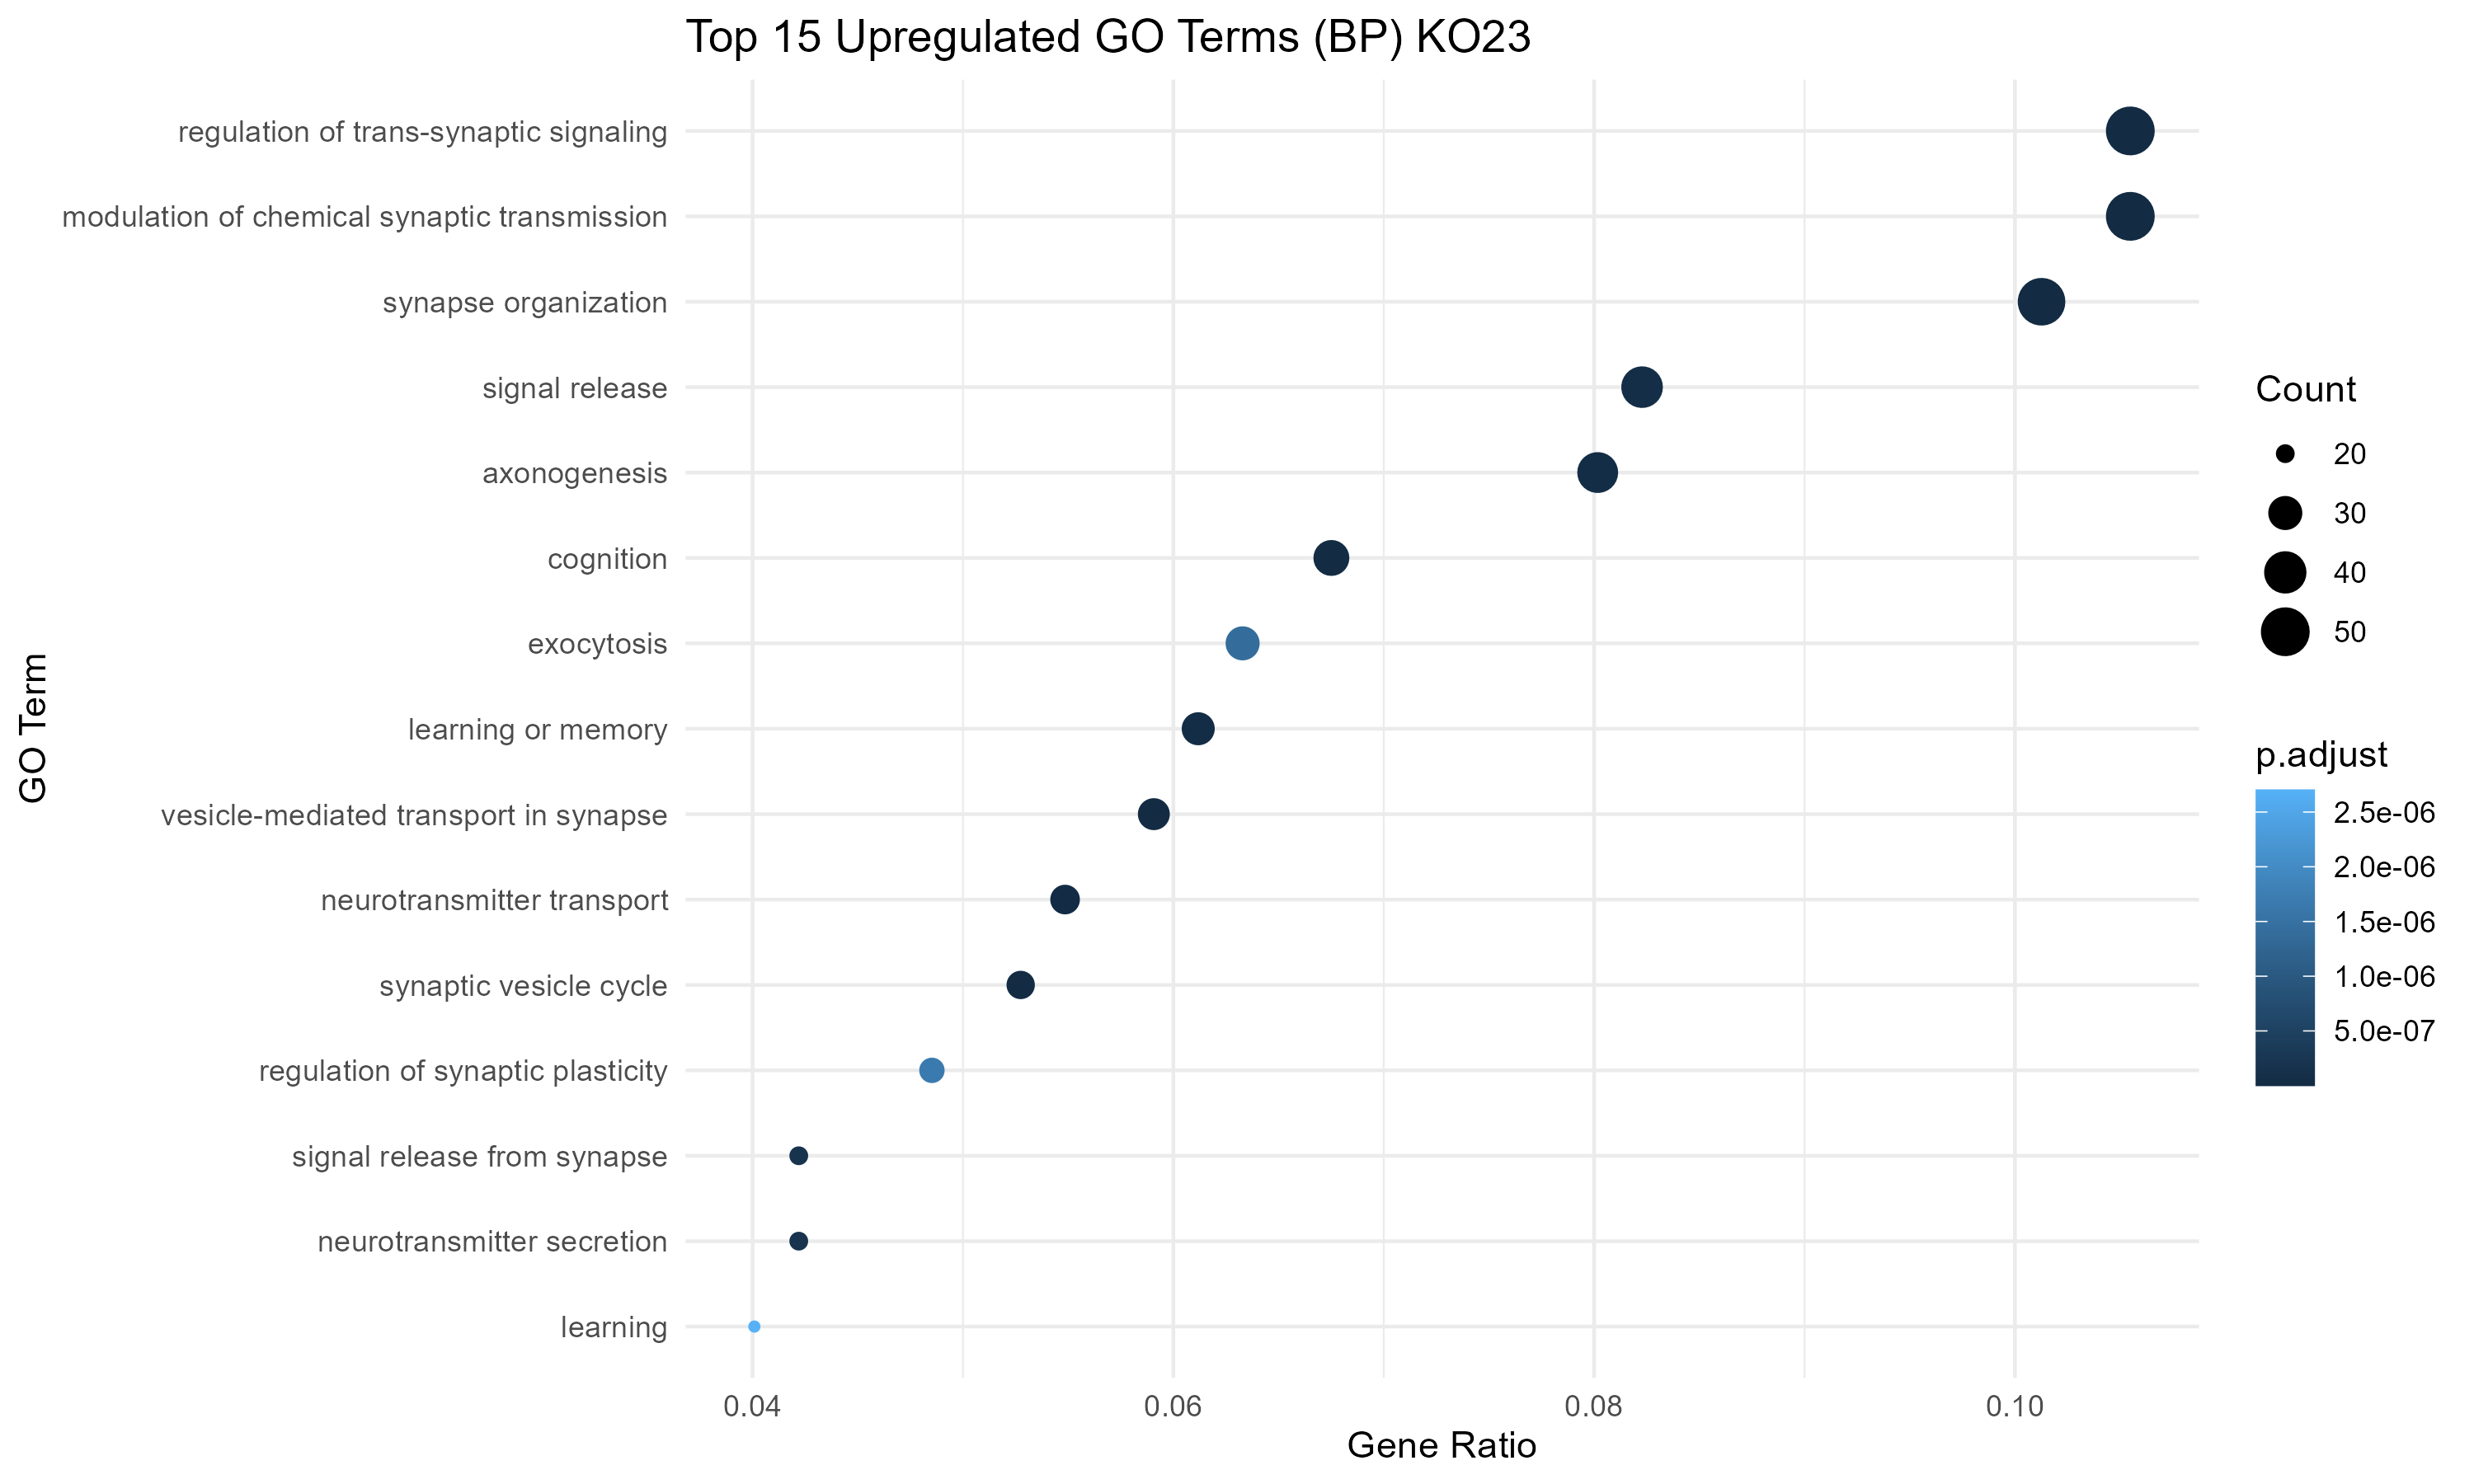 Top 15 Upregulated GO Terms (BP) KO23
GO Term
regulation of trans-synaptic signaling
modulation of chemical synaptic transmission
synapse organization
signal release
axonogenesis
cognition
exocytosis
learning or memory
vesicle-mediated transport in synapse
neurotransmitter transport
synaptic vesicle cycle
regulation of synaptic plasticity
signal release from synapse
neurotransmitter secretion
learning
0.04 0.06 0.08 0.10
Gene Ratio
Count
20
30
40
50
p.adjust
2.5e-06
2.0e-06
1.5e-06
1.0e-06
5.0e-07